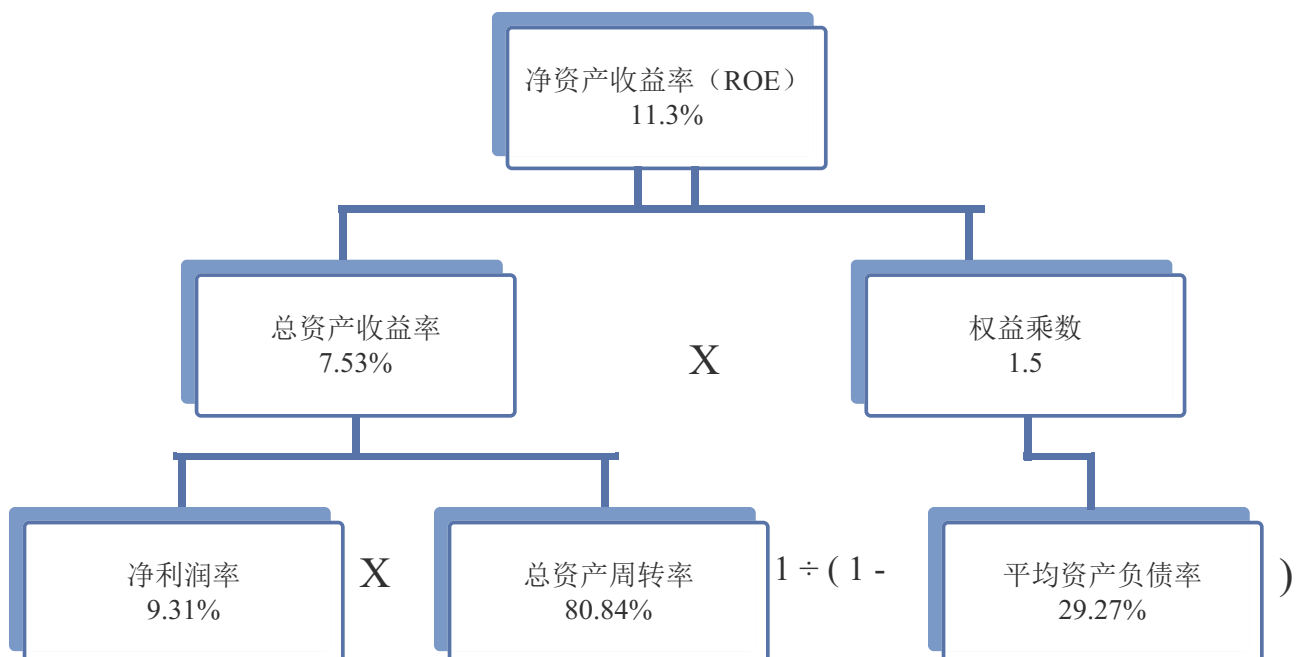 净资产收益率（ROE）
11.3%
总资产收益率
7.53%
X
权益乘数
1.5
净利润率
9.31%
X
总资产周转率
80.84%
1 ÷ ( 1 -
平均资产负债率
29.27%
)